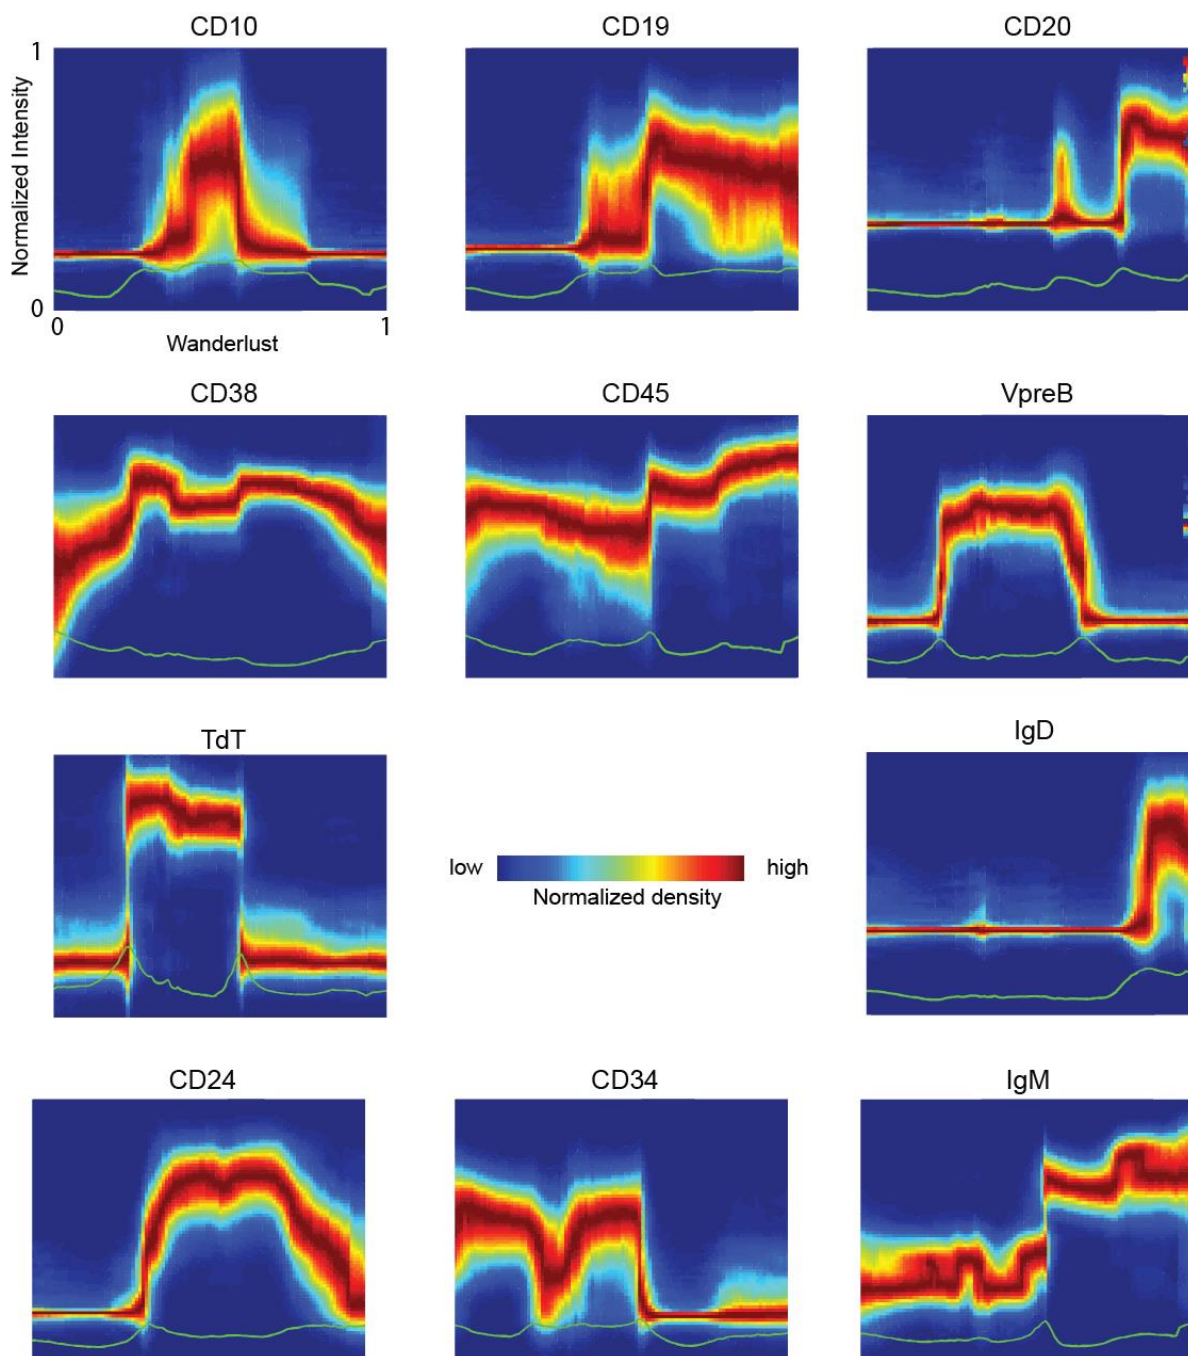 CD10
CD19
CD20
1
Normalized Intensity
0
0
1
Wanderlust
CD38
CD45
VpreB
TdT
IgD
low
high
Normalized density
CD24
CD34
IgM